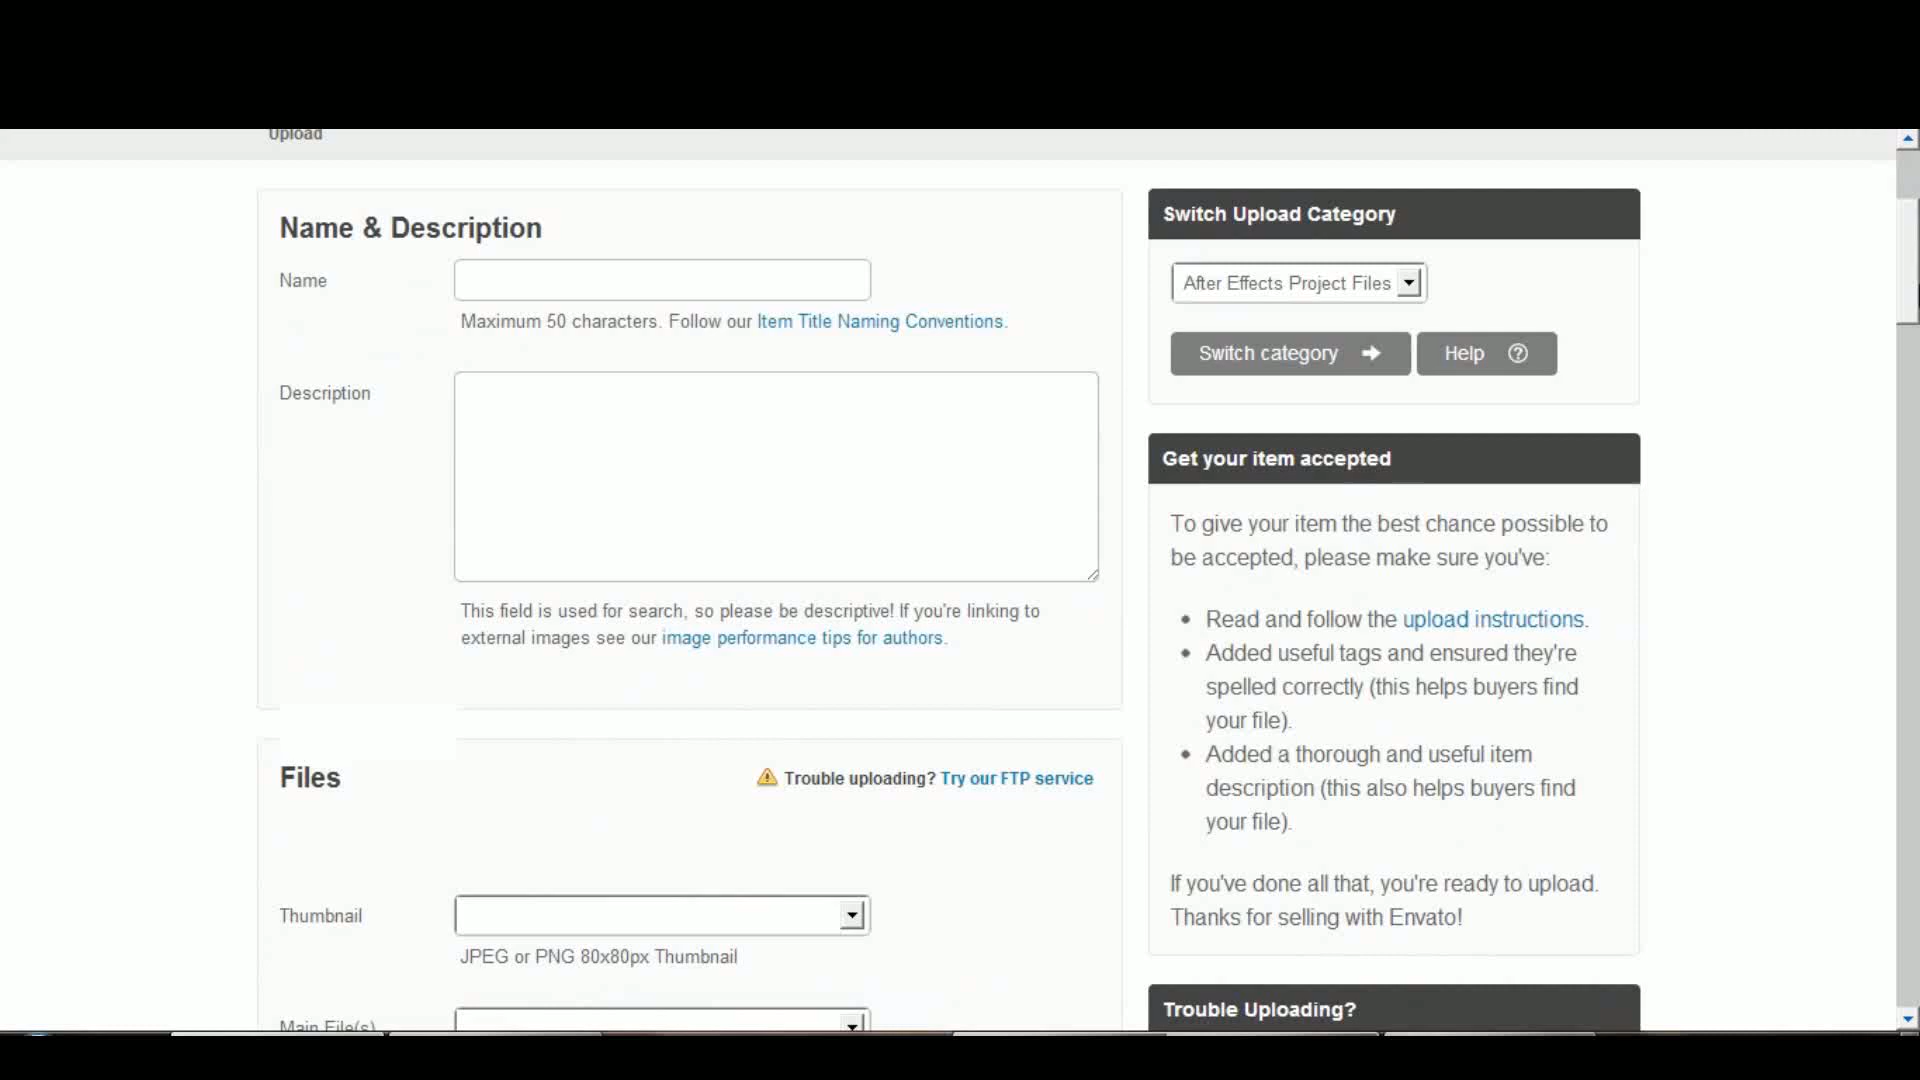 Upload
Name & Description
Name
Maximum 50 characters. Follow our Item Title Naming Conventions.
Description
This field is used for search, so please be descriptive! If you're linking to
external images see our image performance tips for authors.
Files
Trouble uploading? Try our FTP service
Thumbnail
JPEG or PNG 80x80px Thumbnail
Main File(s)
Switch Upload Category
After Effects Project Files
Switch category
Help
Get your item accepted
To give your item the best chance possible to
be accepted, please make sure you've:
Read and follow the upload instructions.
Added useful tags and ensured they're
spelled correctly (this helps buyers find
your file).
Added a thorough and useful item
description (this also helps buyers find
your file).
If you've done all that, you're ready to upload.
Thanks for selling with Envato!
Trouble Uploading?